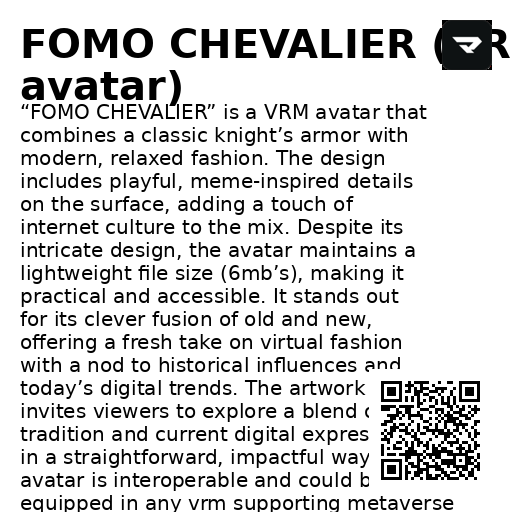 FOMO CHEVALIER (
avatar)
“FOMO CHEVALIER” is a VRM avatar that
combines a classic knight’s armor with
modern, relaxed fashion. The design
includes playful, meme-inspired details
on the surface, adding a touch of
internet culture to the mix. Despite its
intricate design, the avatar maintains a
lightweight file size (6mb’s), making it
practical and accessible. It stands out
for its clever fusion of old and new,
offering a fresh take on virtual fashion
with a nod to historical influences and
today’s digital trends. The artwork
invites viewers to explore a blend
tradition and current digital
in a straightforward, impactful way
avatar is interoperable and could
equipped in any vrm supporting metaverse